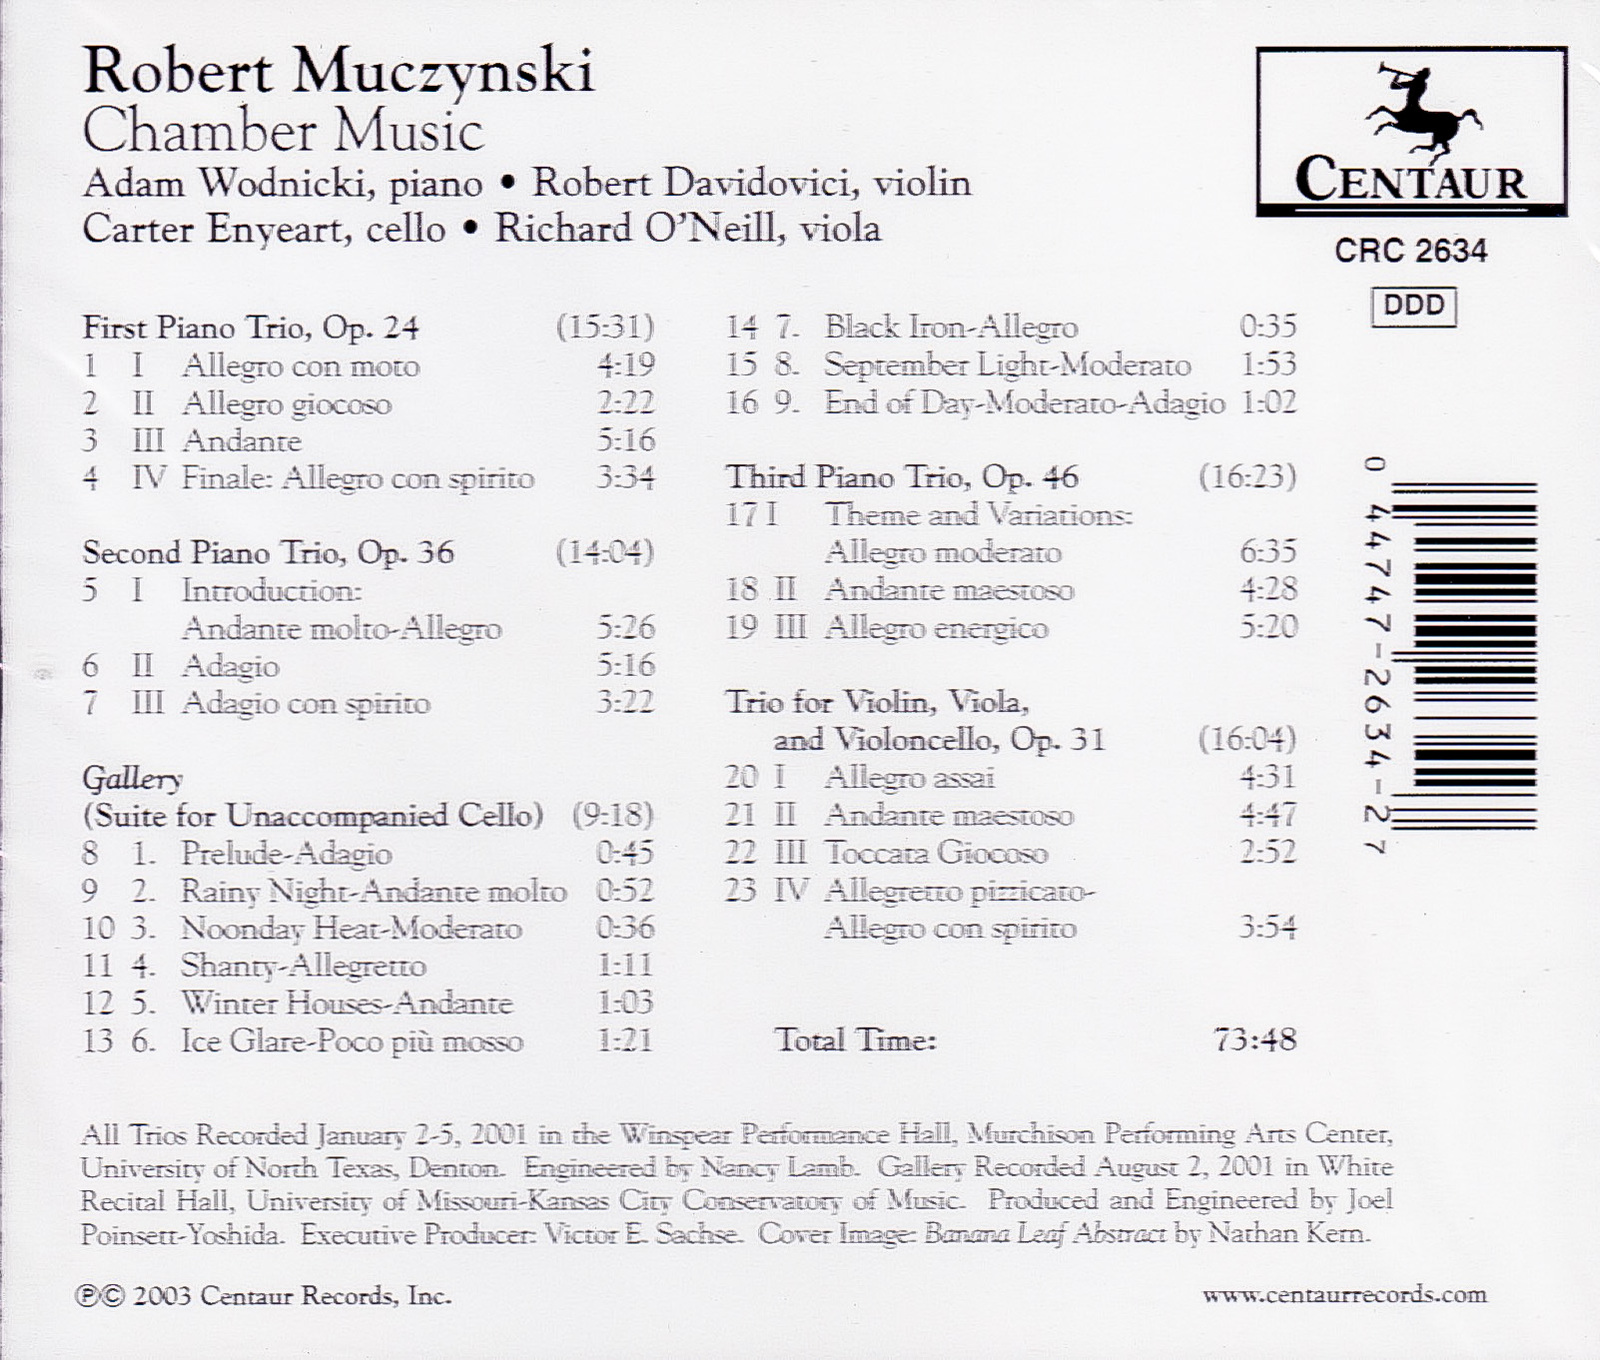 Robert Muczynski
Chamber Music
Adam Wodnicki, piano • Robert Davidovici, violin
Carter Enyeart, cello • Richard O'Neill, viola
CENTAUR
CRC 2634
DDD
First Piano Trio, Op. 24 (15:31)
1 I Allegro con moto 4:19
2 II Allegro giocoso 2:22
3 III Andante 5:16
4 IV Finale: Allegro con spirito 3:34
Second Piano Trio, Op. 36 (14:04)
5 I Introduction:
Andante molto-Allegro 5:26
6 II Adagio 5:16
7 III Adagio con spirito 3:22
Gallery
(Suite for Unaccompanied Cello) (9:18)
8 1. Prelude-Adagio 0:45
9 2. Rainy Night-Andante molto 0:52
10 3. Noonday Heat-Moderato 0:36
11 4. Shanty-Allegretto 1:11
12 5. Winter Houses-Andante 1:03
13 6. Ice Glare-Poco più mosso 1:21
14 7. Black Iron-Allegro 0:35
15 8. September Light-Moderato 1:53
16 9. End of Day-Moderato-Adagio 1:02
Third Piano Trio, Op. 46 (16:23)
17 I Theme and Variations:
Allegro moderato 6:35
18 II Andante maestoso 4:28
19 III Allegro energico 5:20
Trio for Violin, Viola,
and Violoncello, Op. 31 (16:04)
20 I Allegro assai 4:31
21 II Andante maestoso 4:47
22 III Toccata Giocoso 2:52
23 IV Allegretto pizzicato-
Allegro con spirito 3:54
Total Time: 73:48
0 44747-2634-2 7
All Trios Recorded January 2-5, 2001 in the Winspear Performance Hall, Murchison Performing Arts Center,
University of North Texas, Denton. Engineered by Nancy Lamb. Gallery Recorded August 2, 2001 in White
Recital Hall, University of Missouri-Kansas City Conservatory of Music. Produced and Engineered by Joel
Poinsett-Yoshida. Executive Producer: Victor E. Sachse. Cover Image: Banana Leaf Abstract by Nathan Kern.
℗© 2003 Centaur Records, Inc.
www.centaurrecords.com